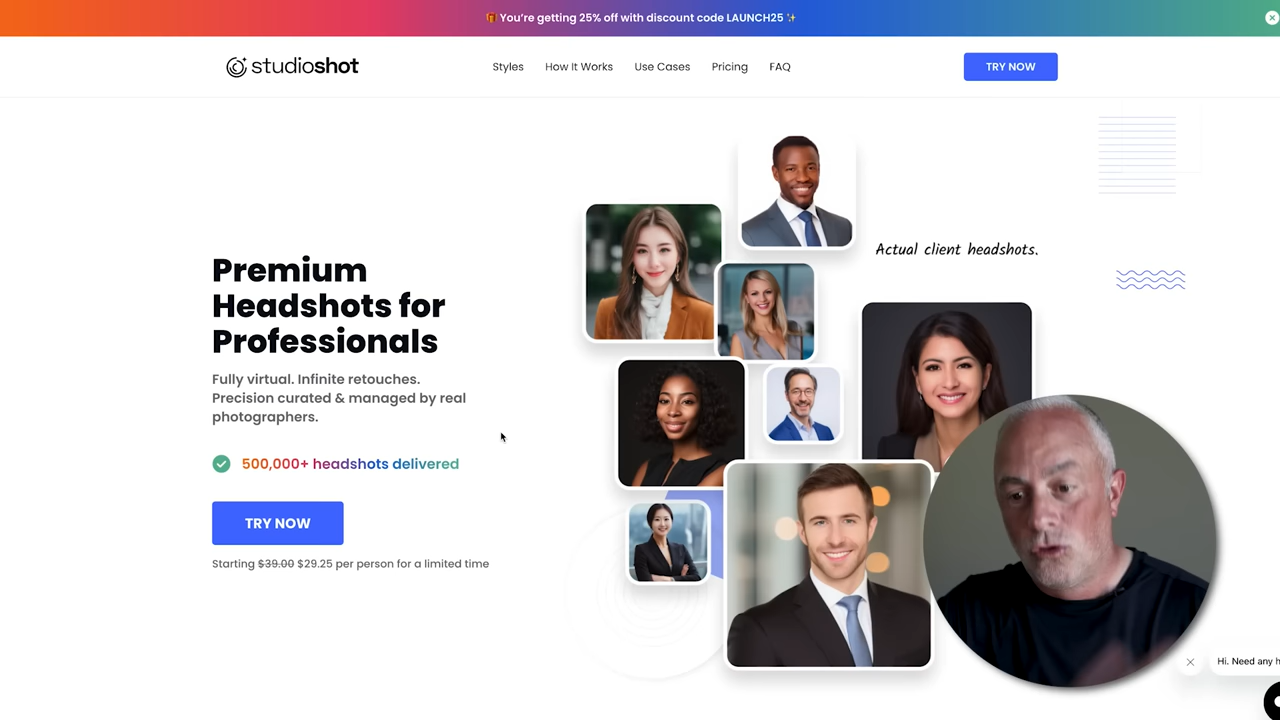 🎁 You’re getting 25% off with discount code LAUNCH25 ✨
studioshot
Styles
How It Works
Use Cases
Pricing
FAQ
TRY NOW
Actual client headshots.
Premium
Headshots for
Professionals
Fully virtual. Infinite retouches.
Precision curated & managed by real
photographers.
500,000+ headshots delivered
TRY NOW
Starting $39.00 $29.25 per person for a limited time
Hi. Need any